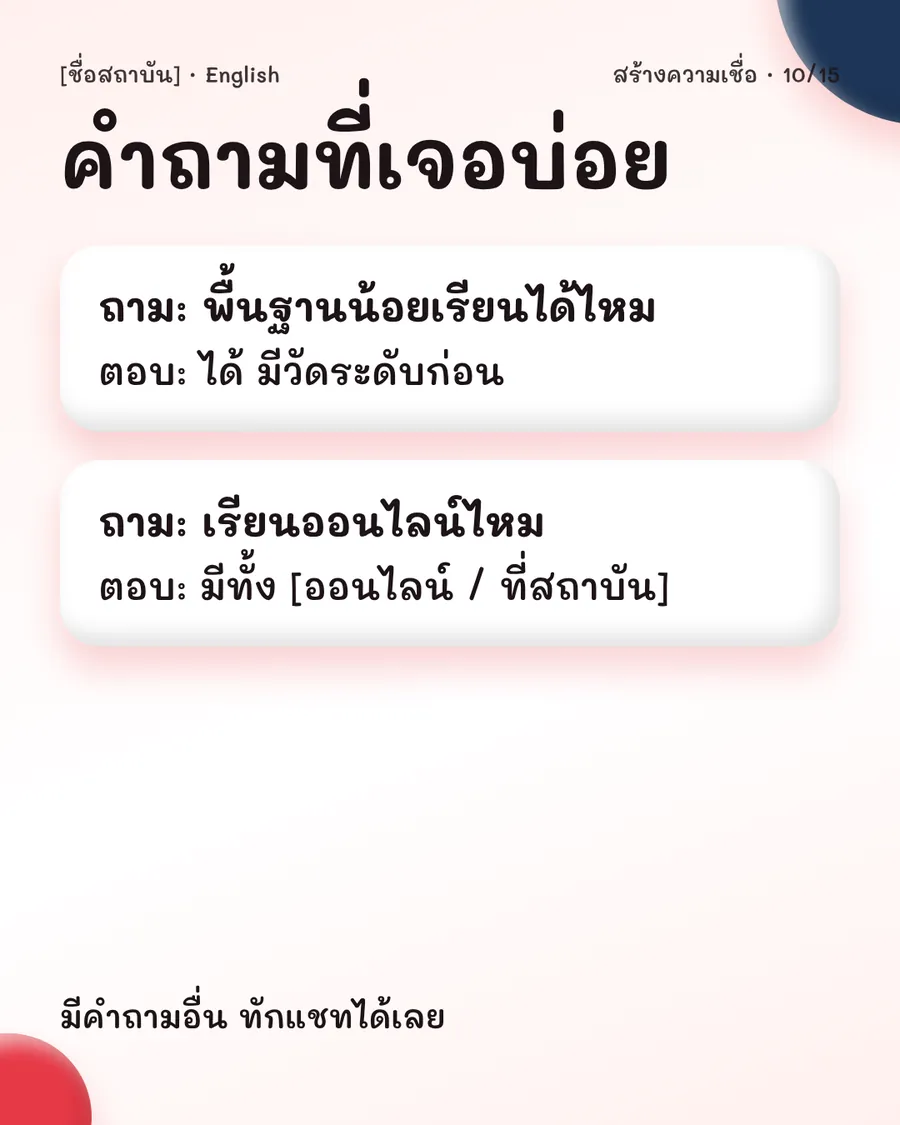 [ชื่อสถาบัน] · English
สร้างความเชื่อ · 10/15
คำถามที่เจอบ่อย
ถาม: พื้นฐานน้อยเรียนได้ไหม
ตอบ: ได้ มีวัดระดับก่อน
ถาม: เรียนออนไลน์ไหม
ตอบ: มีทั้ง [ออนไลน์ / ที่สถาบัน]
มีคำถามอื่น ทักแชทได้เลย